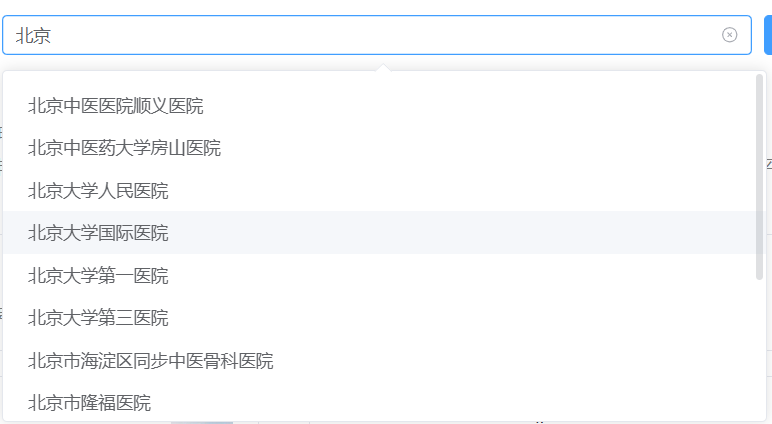 北京
北京中医医院顺义医院
北京中医药大学房山医院
北京大学人民医院
北京大学国际医院
北京大学第一医院
北京大学第三医院
北京市海淀区同步中医骨科医院
北京市隆福医院